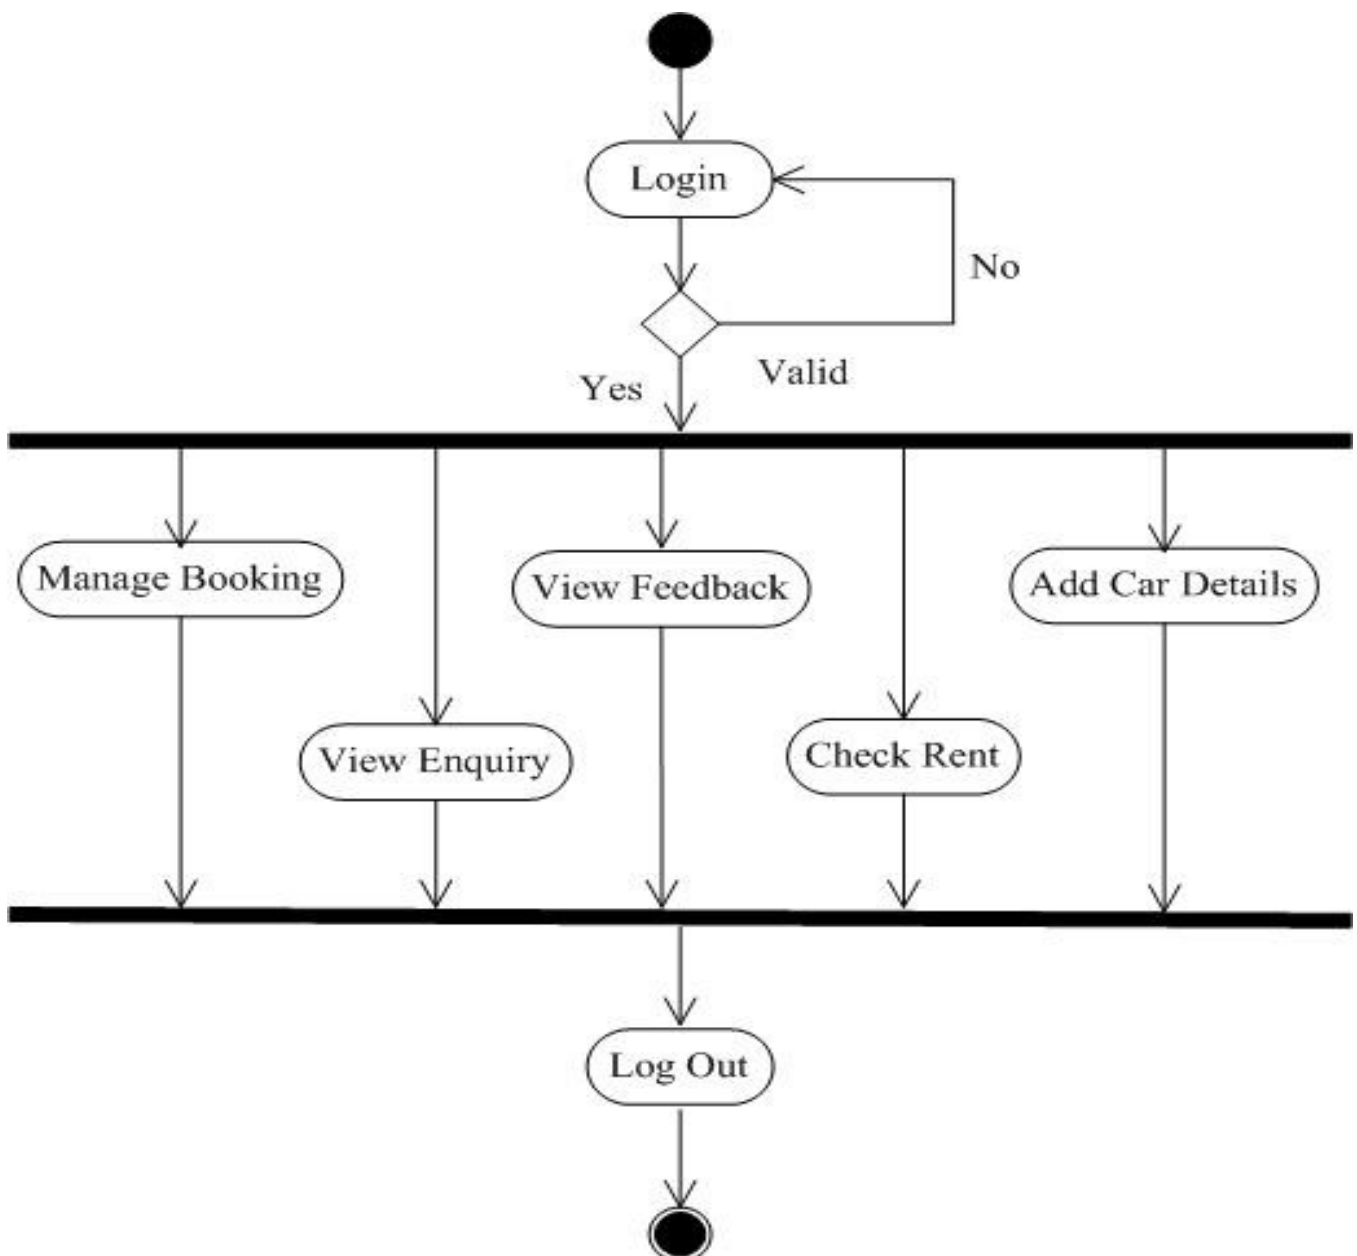 Login
No
Valid
Yes
Manage Booking
View Feedback
Add Car Details
View Enquiry
Check Rent
Log Out